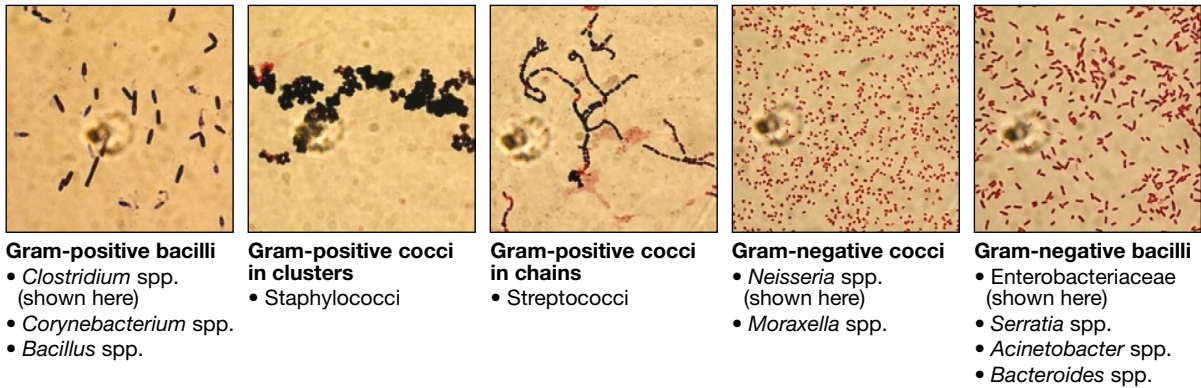 Gram-positive bacilli
• Clostridium spp.
(shown here)
• Corynebacterium spp.
• Bacillus spp.
Gram-positive cocci
in clusters
• Staphylococci
Gram-positive cocci
in chains
• Streptococci
Gram-negative cocci
• Neisseria spp.
(shown here)
• Moraxella spp.
Gram-negative bacilli
• Enterobacteriaceae
(shown here)
• Serratia spp.
• Acinetobacter spp.
• Bacteroides spp.